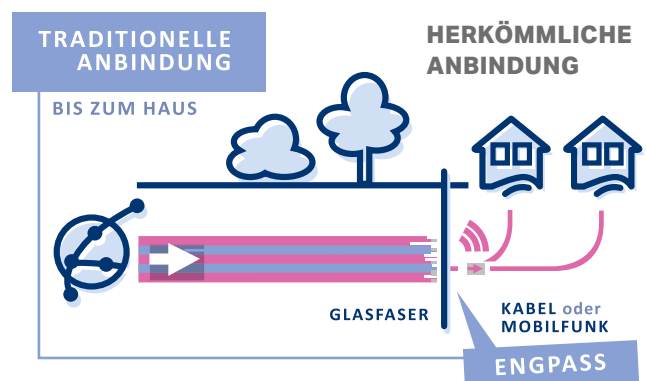 TRADITIONELLE
ANBINDUNG
BIS ZUM HAUS
HERKÖMMLICHE
ANBINDUNG
GLASFASER
KABEL oder
MOBILFUNK
ENGPASS